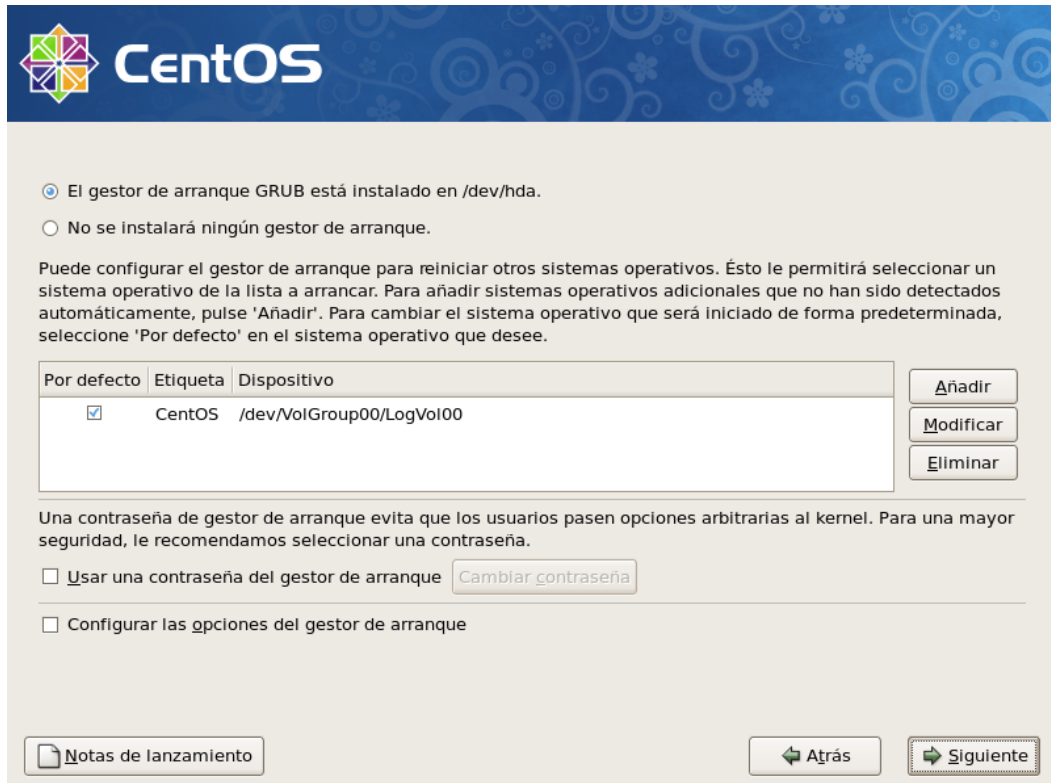 CentOS
El gestor de arranque GRUB está instalado en /dev/hda.
No se instalará ningún gestor de arranque.
Puede configurar el gestor de arranque para reiniciar otros sistemas operativos. Ésto le permitirá seleccionar un
sistema operativo de la lista a arrancar. Para añadir sistemas operativos adicionales que no han sido detectados
automáticamente, pulse 'Añadir'. Para cambiar el sistema operativo que será iniciado de forma predeterminada,
seleccione 'Por defecto' en el sistema operativo que desee.
Por defecto Etiqueta Dispositivo
CentOS /dev/VolGroup00/LogVol00
Añadir
Modificar
Eliminar
Una contraseña de gestor de arranque evita que los usuarios pasen opciones arbitrarias al kernel. Para una mayor
seguridad, le recomendamos seleccionar una contraseña.
Usar una contraseña del gestor de arranque Cambiar contraseña
Configurar las opciones del gestor de arranque
Notas de lanzamiento Atrás Siguiente